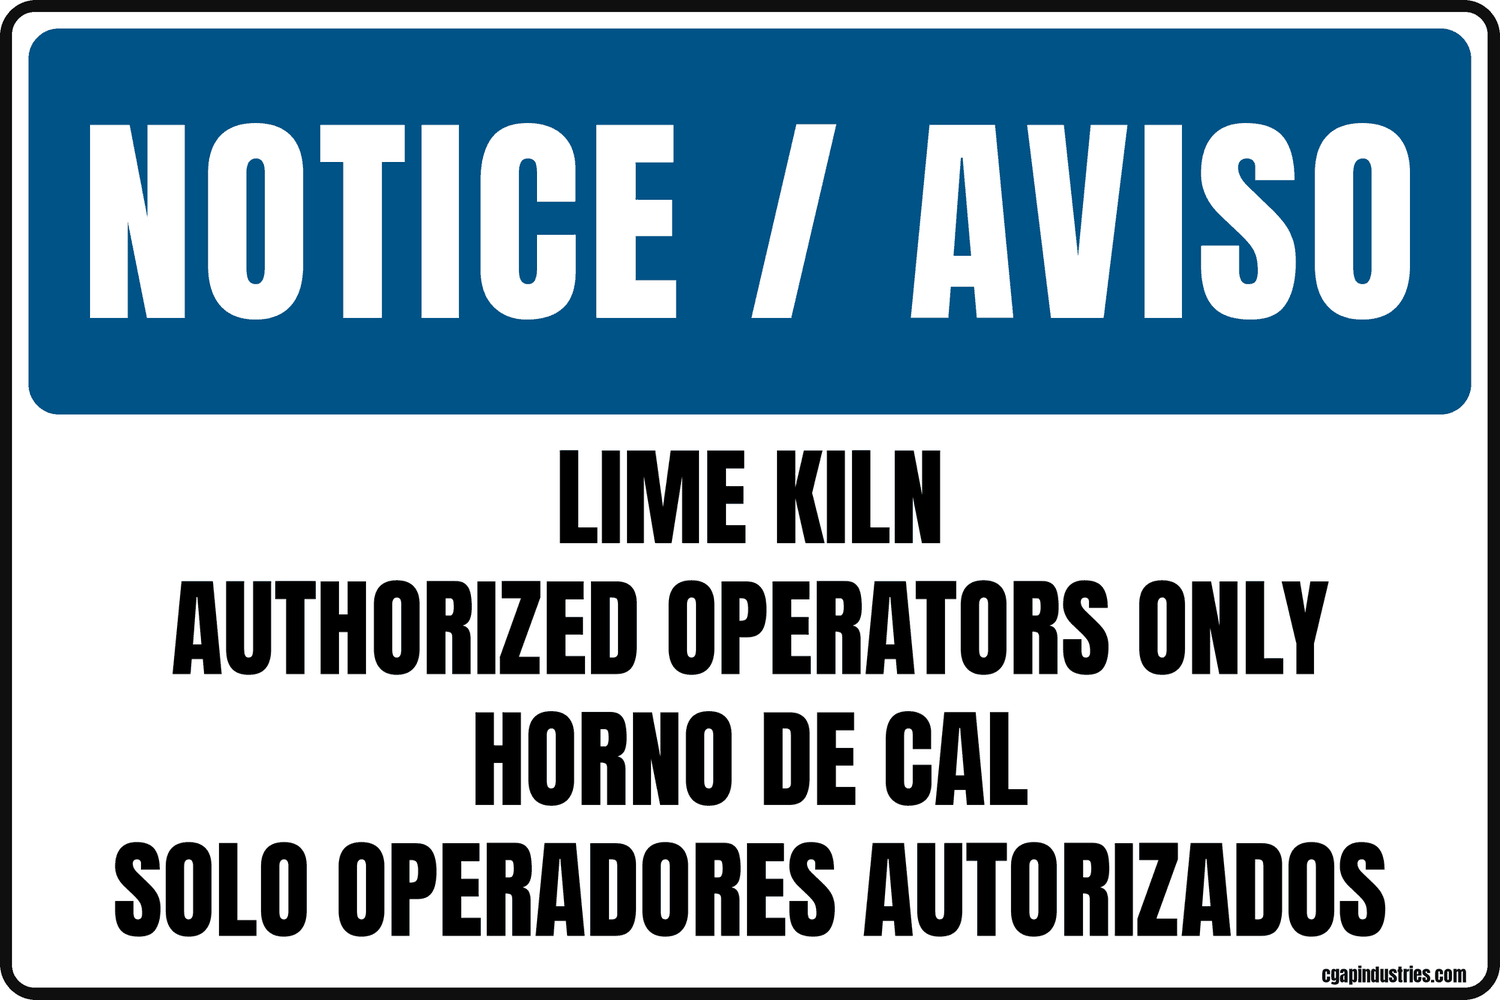 NOTICE / AVISO
LIME KILN
AUTHORIZED OPERATORS ONLY
HORNO DE CAL
SOLO OPERADORES AUTORIZADOS
cgapindustries.com